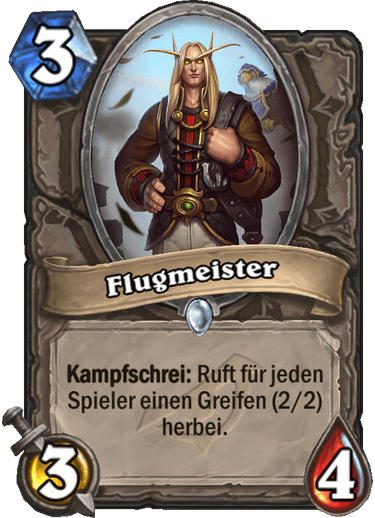 3
Flugmeister
Kampfschrei: Ruft für jeden
Spieler einen Greifen (2/2)
herbei.
3
4